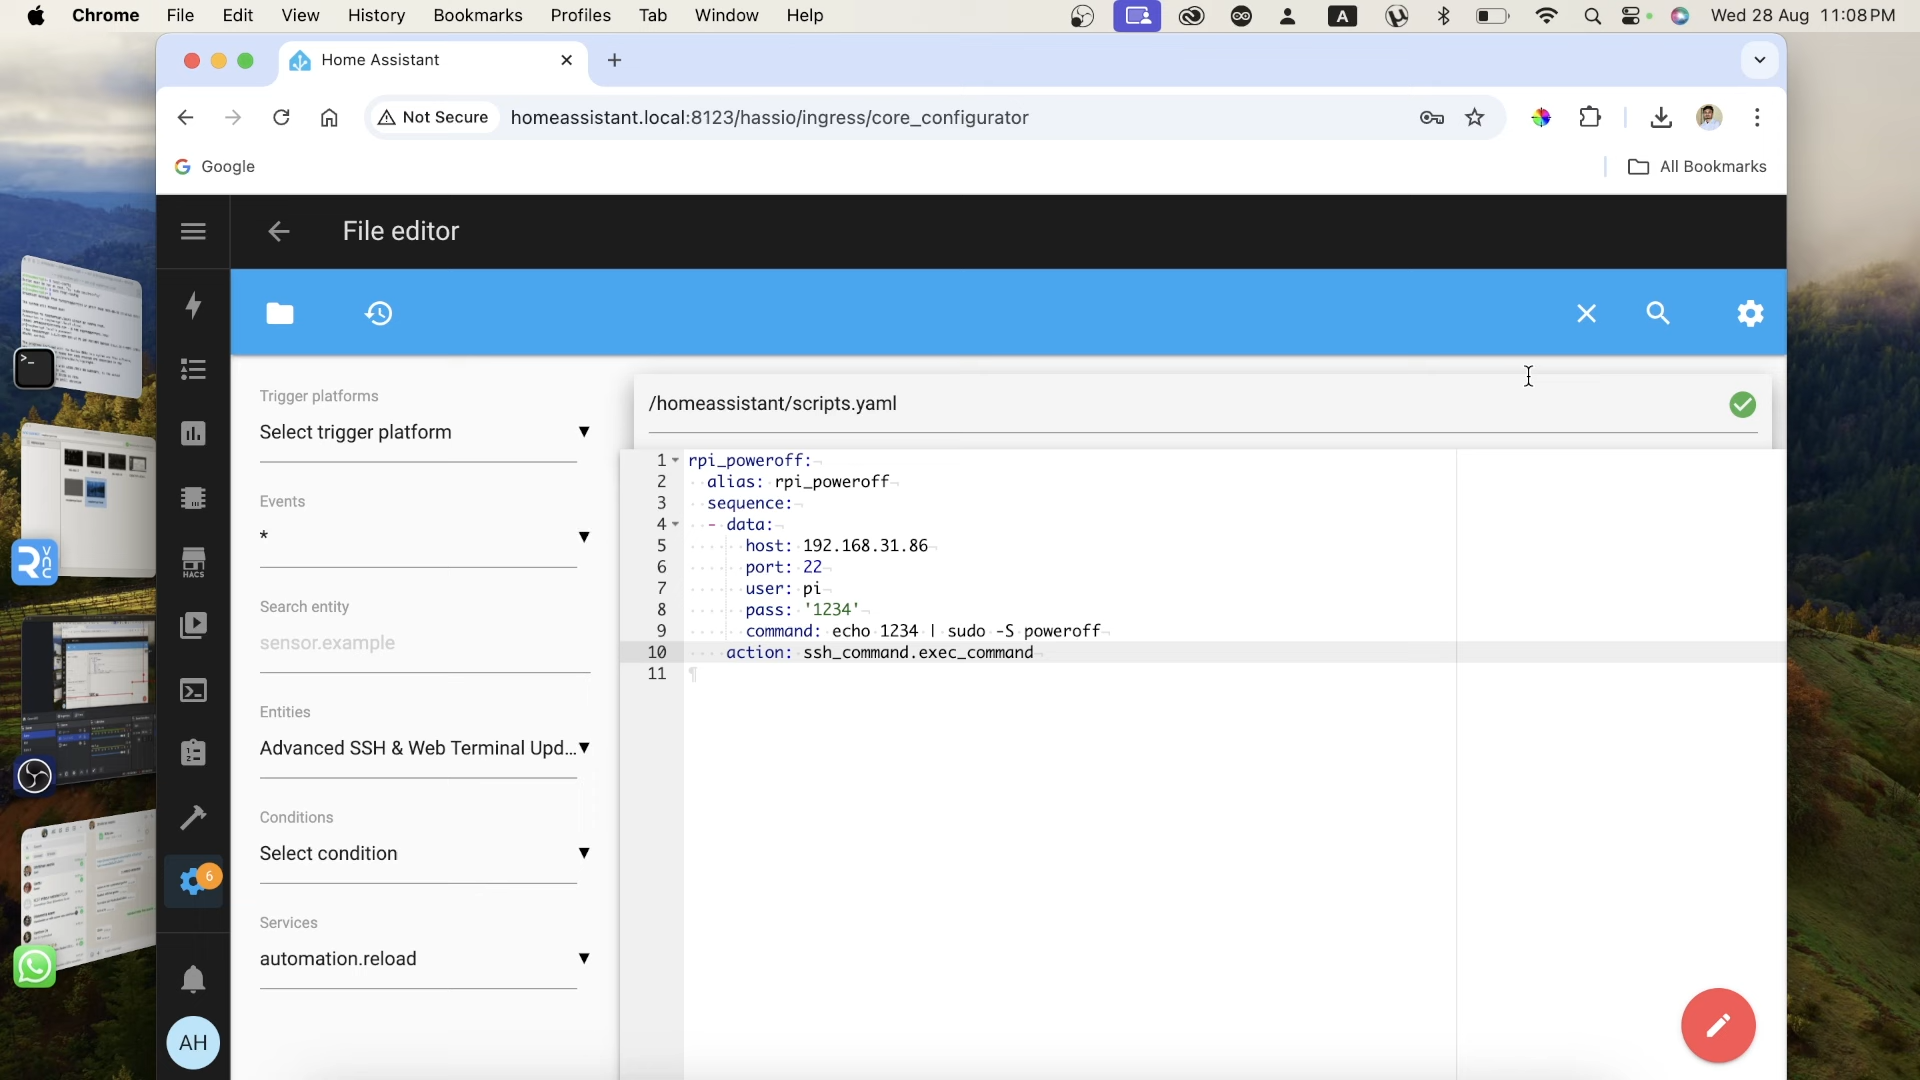 Chrome File Edit View History Bookmarks Profiles Tab Window Help A Wed 28 Aug 11:08 PM
Home Assistant
Not Secure homeassistant.local:8123/hassio/ingress/core_configurator
Google All Bookmarks
File editor
Trigger platforms
Select trigger platform
Events
*
Search entity
sensor.example
Entities
Advanced SSH & Web Terminal Upd...
Conditions
Select condition
Services
automation.reload
HACS
6
AH
/homeassistant/scripts.yaml
1 rpi_poweroff:
2 alias: rpi_poweroff
3 sequence:
4 - data:
5 host: 192.168.31.86
6 port: 22
7 user: pi
8 pass: '1234'
9 command: echo 1234 | sudo -S poweroff
10 action: ssh_command.exec_command
11